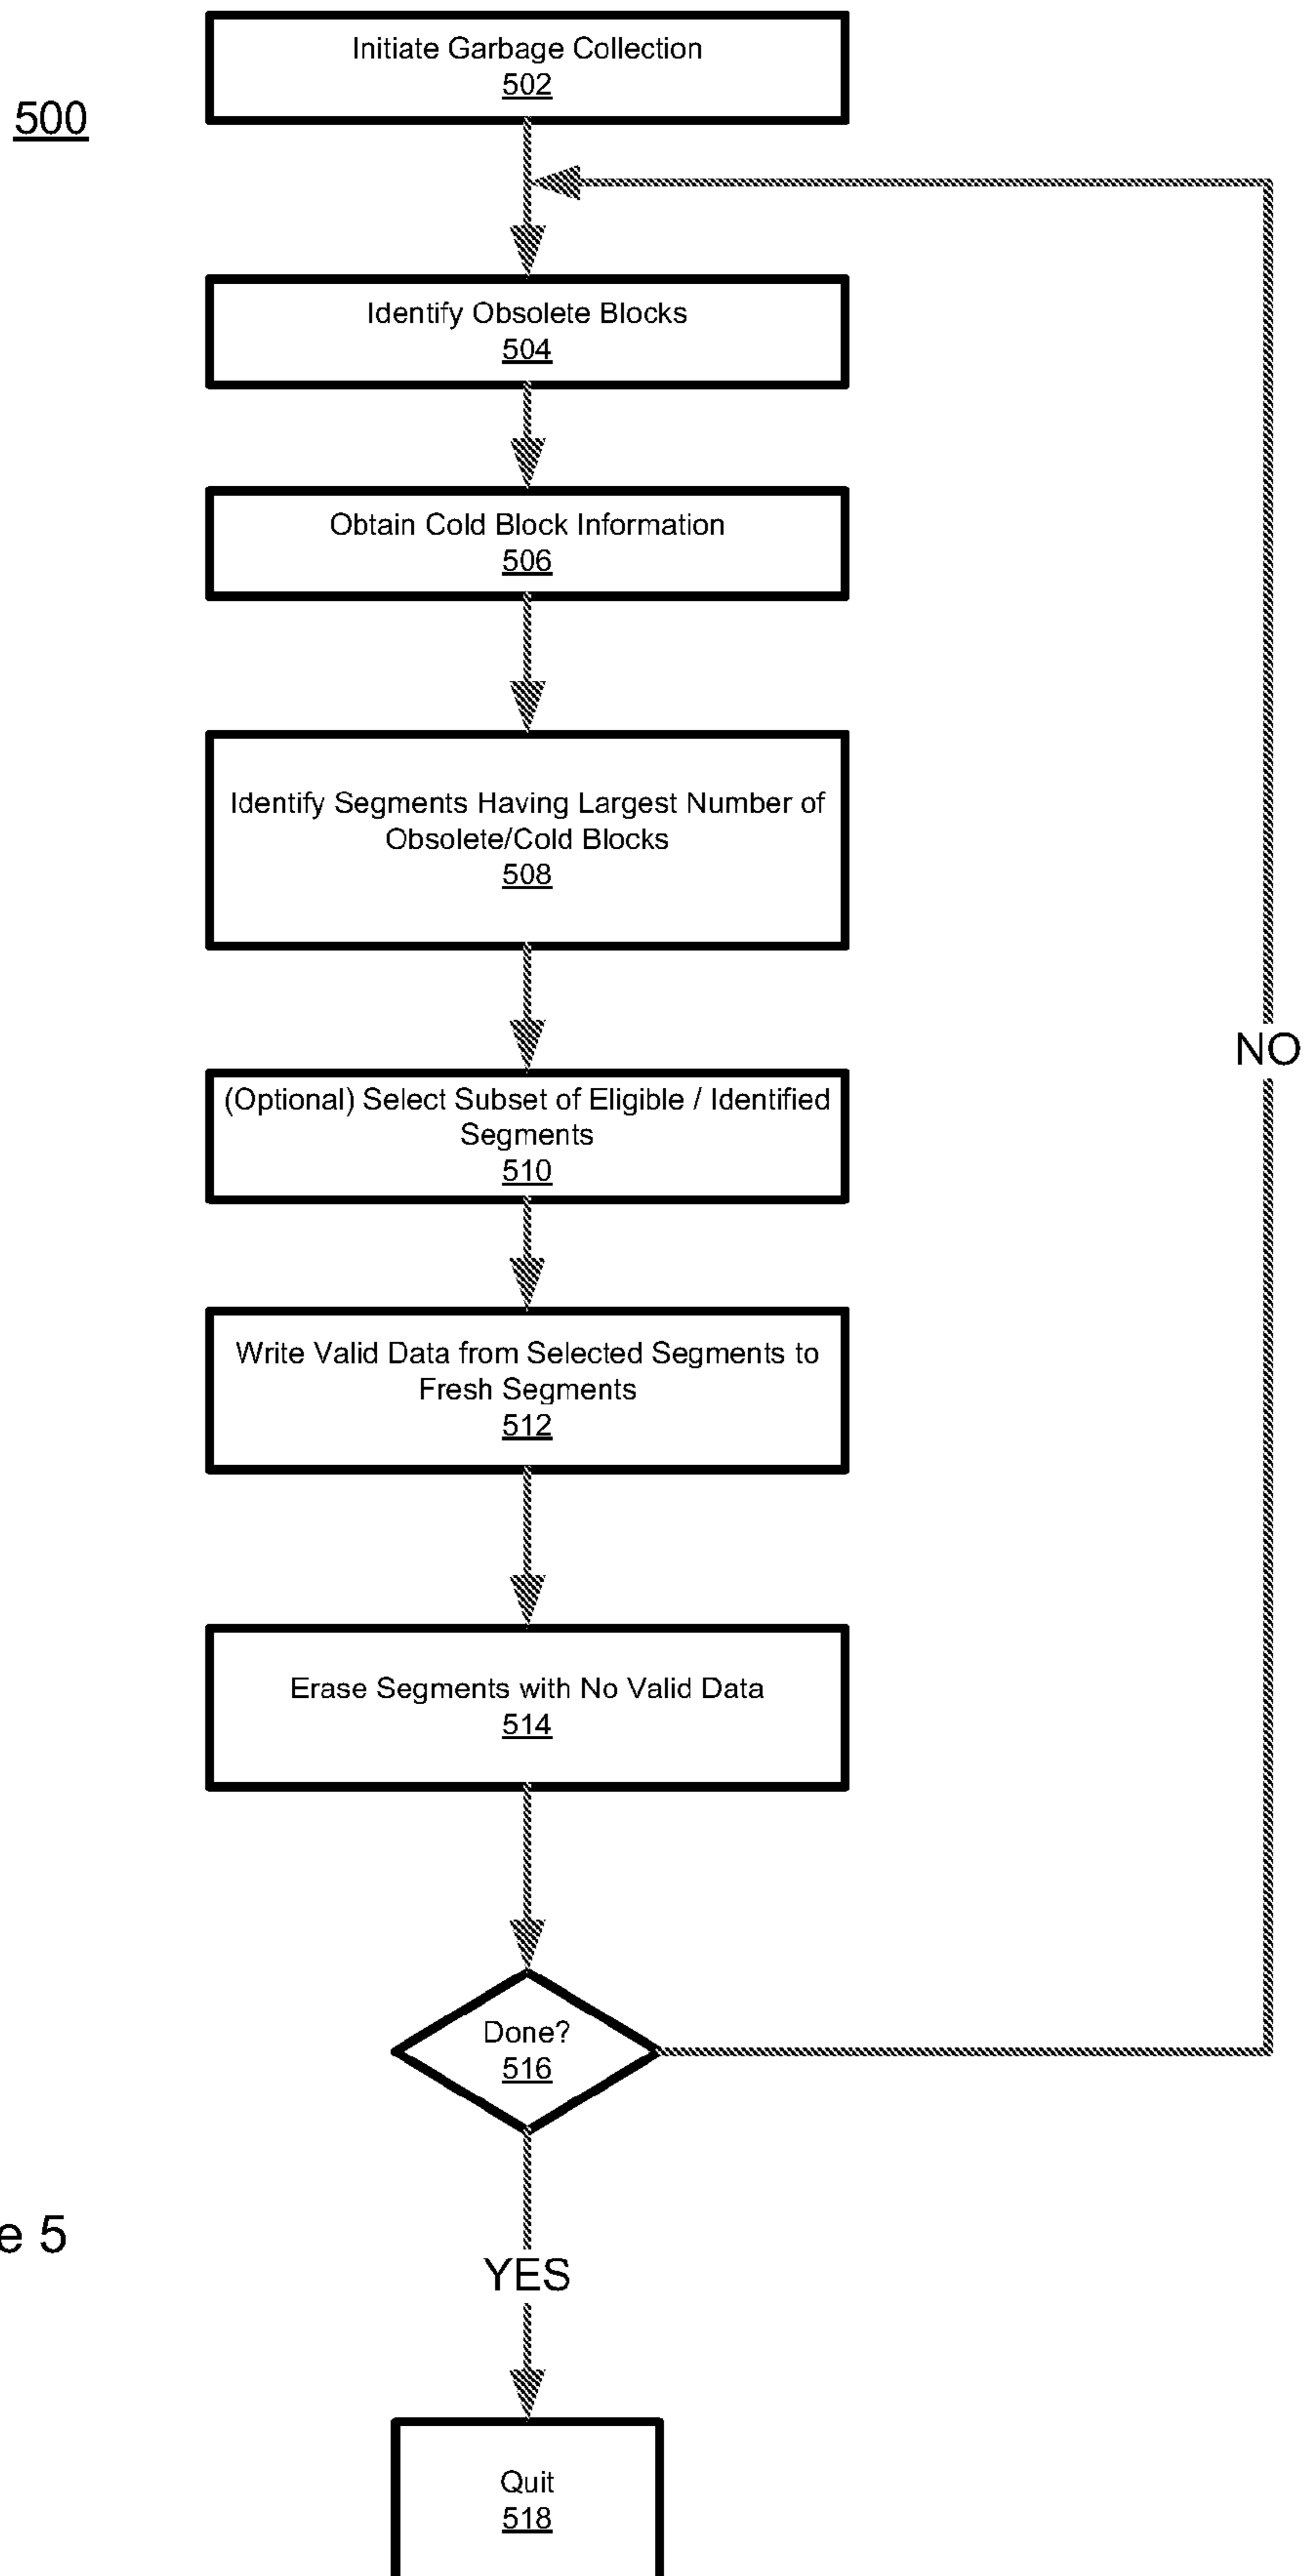 Initiate Garbage Collection
502
500
Identify Obsolete Blocks
504
Obtain Cold Block Information
506
Identify Segments Having Largest Number of
Obsolete/Cold Blocks
508
NO
(Optional) Select Subset of Eligible / Identified
Segments
510
Write Valid Data from Selected Segments to
Fresh Segments
512
Erase Segments with No Valid Data
514
Done?
516
e 5
YES
Quit
518